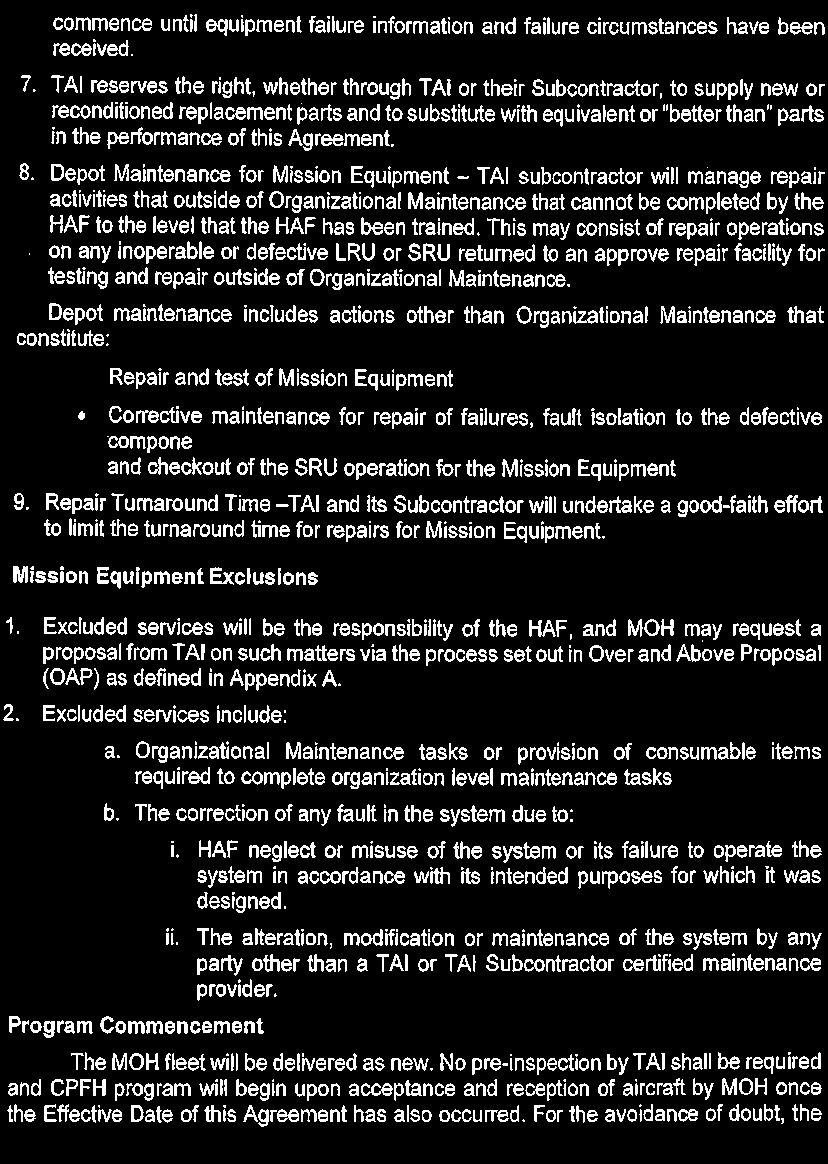 commence until equipment failure information and failure circumstances have been
received.
7. TAI reserves the right, whether through TAI or their Subcontractor, to supply new or
reconditioned replacement parts and to substitute with equivalent or "better than" parts
in the performance of this Agreement.
8. Depot Maintenance for Mission Equipment – TAI subcontractor will manage repair
activities that outside of Organizational Maintenance that cannot be completed by the
HAF to the level that the HAF has been trained. This may consist of repair operations
on any inoperable or defective LRU or SRU returned to an approve repair facility for
testing and repair outside of Organizational Maintenance.
Depot maintenance includes actions other than Organizational Maintenance that
constitute:
Repair and test of Mission Equipment
• Corrective maintenance for repair of failures, fault isolation to the defective
compone
and checkout of the SRU operation for the Mission Equipment
9. Repair Turnaround Time –TAI and its Subcontractor will undertake a good-faith effort
to limit the turnaround time for repairs for Mission Equipment.
Mission Equipment Exclusions
1. Excluded services will be the responsibility of the HAF, and MOH may request a
proposal from TAI on such matters via the process set out in Over and Above Proposal
(OAP) as defined in Appendix A.
2. Excluded services include:
a. Organizational Maintenance tasks or provision of consumable items
required to complete organization level maintenance tasks
b. The correction of any fault in the system due to:
i. HAF neglect or misuse of the system or its failure to operate the
system in accordance with its intended purposes for which it was
designed.
ii. The alteration, modification or maintenance of the system by any
party other than a TAI or TAI Subcontractor certified maintenance
provider.
Program Commencement
The MOH fleet will be delivered as new. No pre-inspection by TAI shall be required
and CPFH program will begin upon acceptance and reception of aircraft by MOH once
the Effective Date of this Agreement has also occurred. For the avoidance of doubt, the